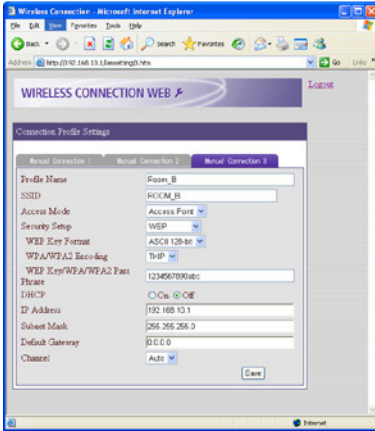 Wireless Connection - Microsoft Internet Explorer
File Edit View Favorites Tools Help
Back Search Favorites
Address http://192.168.10.1/lanset Go Links
WIRELESS CONNECTION WEB
Logout
Connection Profile Settings
Manual Connection 1 Manual Connection 2 Manual Connection 3
Profile Name Room_B
SSID ROOM_B
Access Mode Access Point
Security Setup WEP
WEP Key Format ASCII 128-bit
WPA/WPA2 Encoding TKIP
WEP Key/WPA/WPA2 Pass
Phrase 1234567890abc
DHCP On Off
IP Address 192.168.10.1
Subnet Mask 255.255.255.0
Default Gateway 0.0.0.0
Channel Auto
Save
Internet